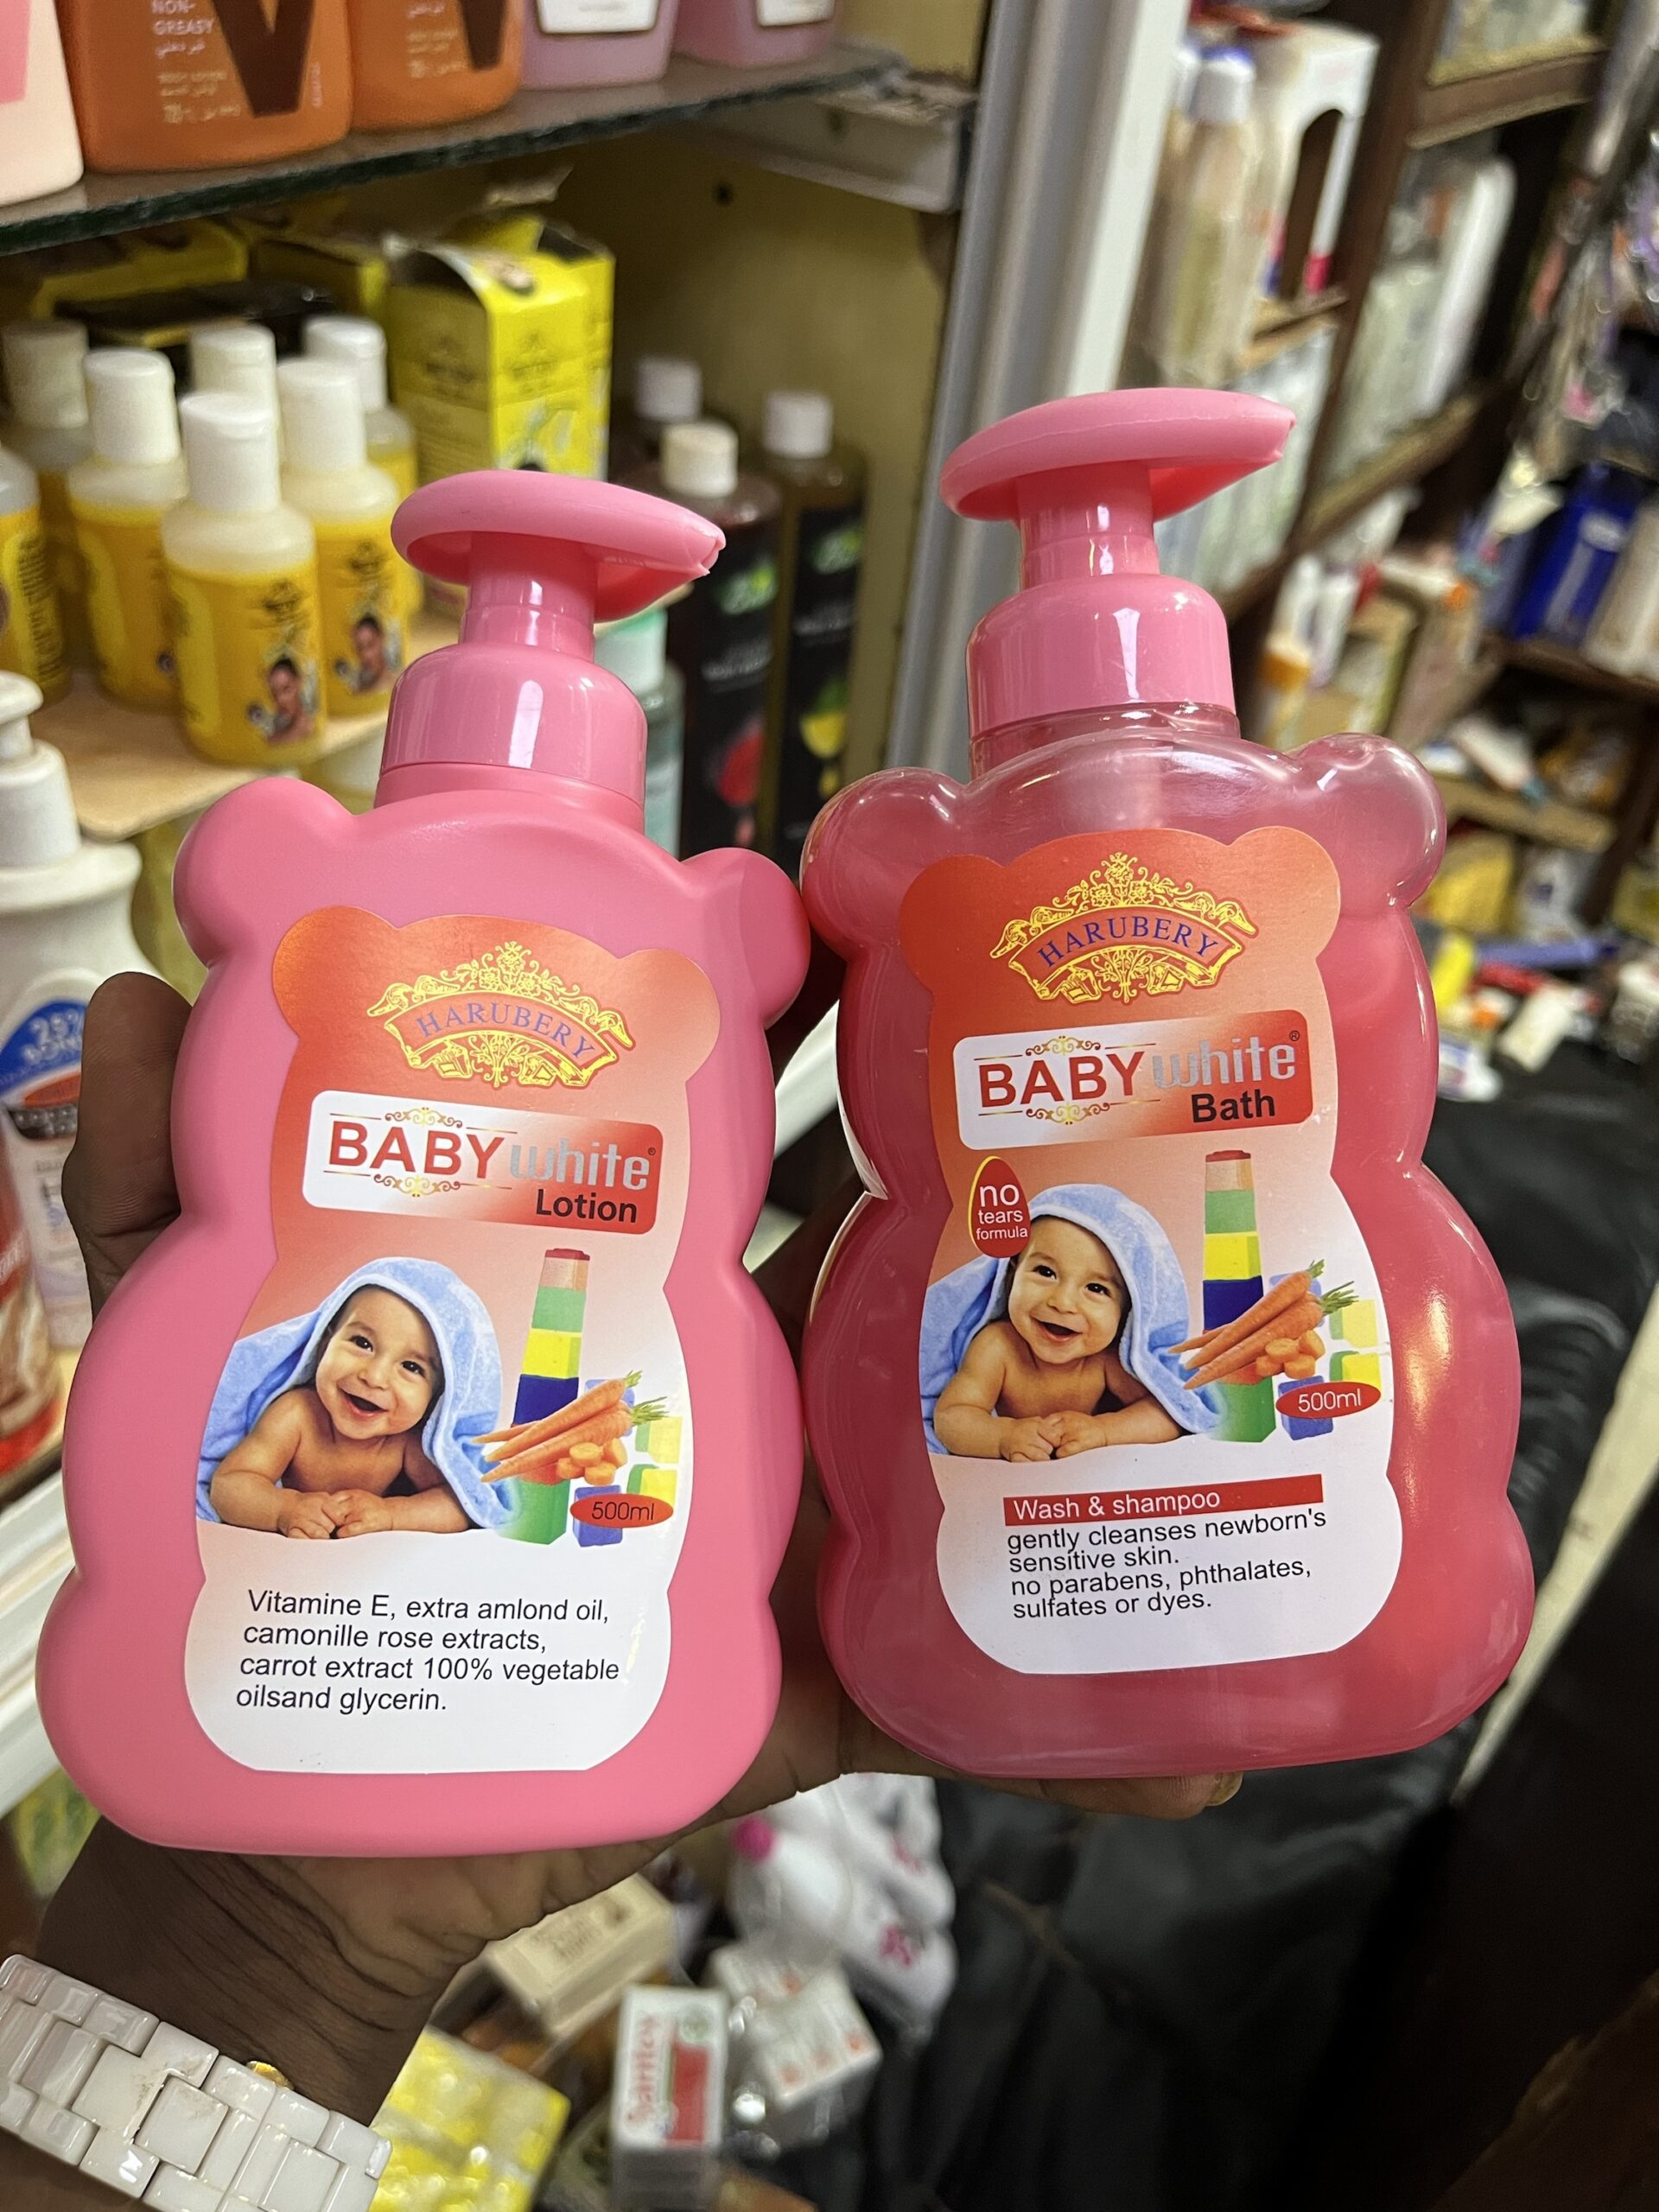 NON-
GREASY
HARUBERY
BABY white®
Lotion
500ml
Vitamine E, extra amlond oil,
camonille rose extracts,
carrot extract 100% vegetable
oilsand glycerin.
HARUBERY
BABY white®
Bath
no
tears
formula
500ml
Wash & shampoo
gently cleanses newborn's
sensitive skin.
no parabens, phthalates,
sulfates or dyes.